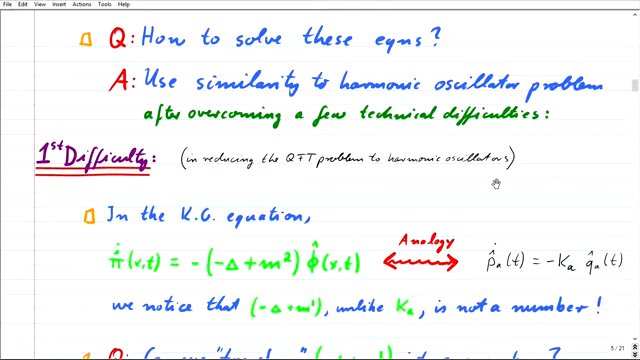 File Edit View Insert Actions Tools Help
Q: How to solve these eqns?
A: Use similarity to harmonic oscillator problem
after overcoming a few technical difficulties:
1st Difficulty: (in reducing the QFT problem to harmonic oscillators)
In the K.G. equation,
π̂̇(x,t) = -(-Δ+m²) φ̂(x,t) Analogy ṗ̂ₐ(t) = -Kₐ q̂ₐ(t)
we notice that (-Δ+m²), unlike Kₐ, is not a number!
5 / 21
Q: